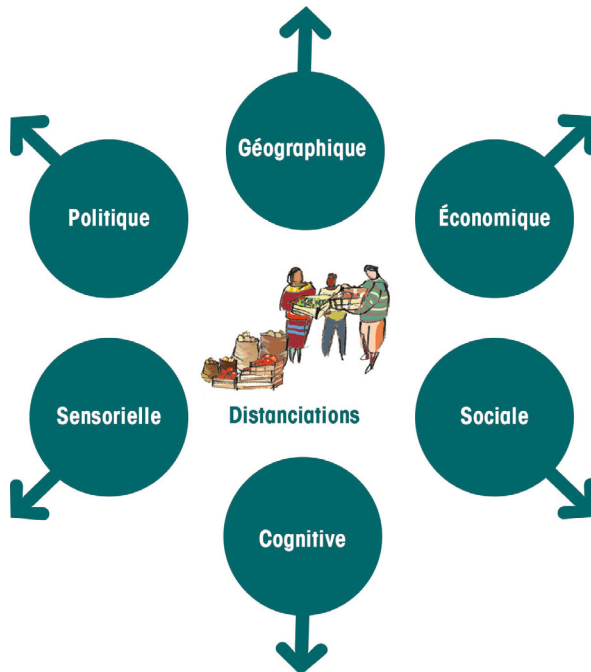 Géographique
Politique
Économique
Sensorielle
Distanciations
Sociale
Cognitive